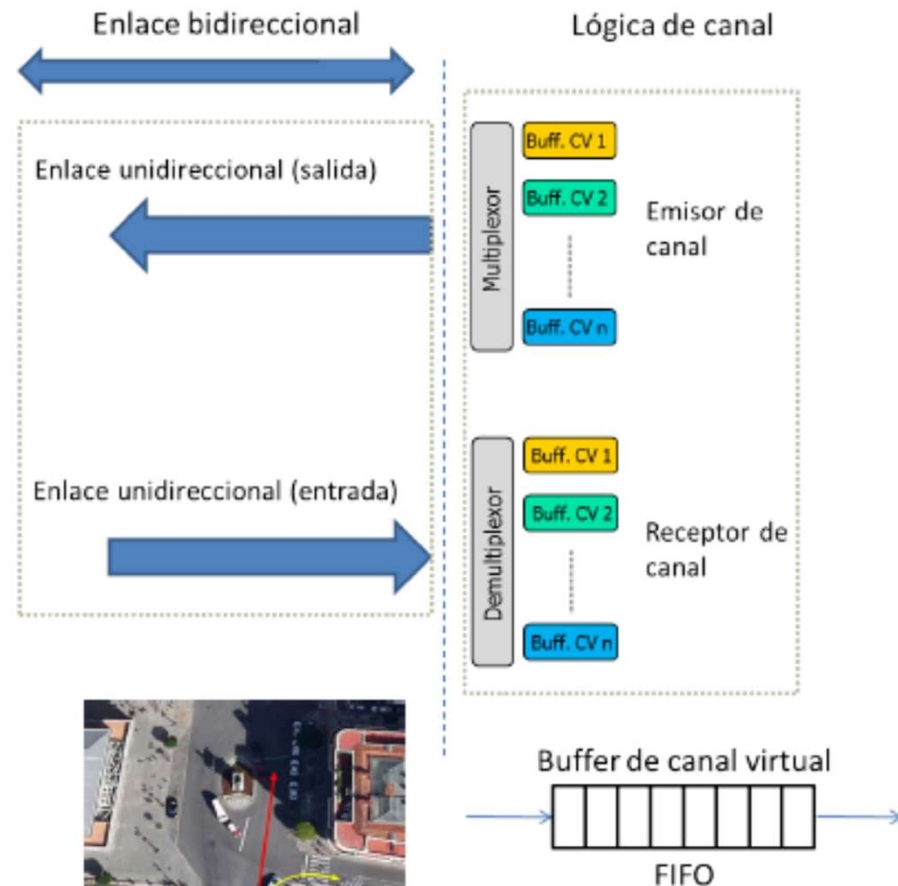 Enlace bidireccional
Lógica de canal
Enlace unidireccional (salida)
Multiplexor
Buff. CV 1
Buff. CV 2
Buff. CV n
Emisor de
canal
Enlace unidireccional (entrada)
Demultiplexor
Buff. CV 1
Buff. CV 2
Buff. CV n
Receptor de
canal
Buffer de canal virtual
FIFO